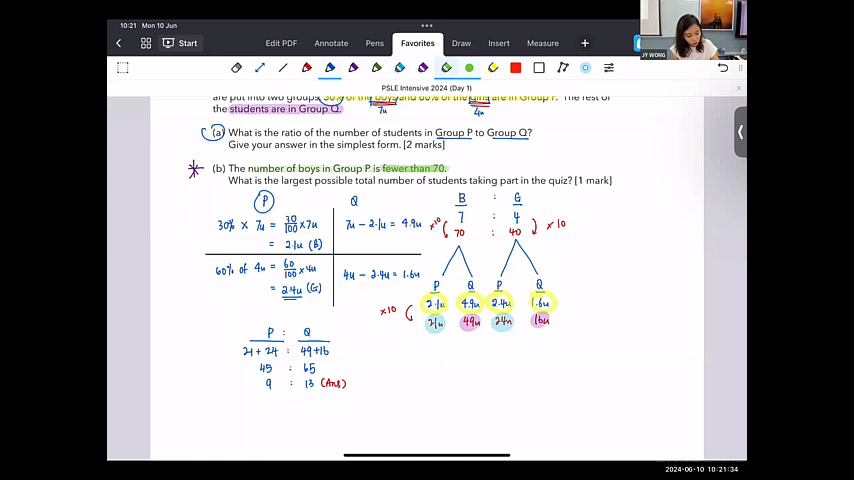 10:21 Mon 10 Jun
Start
Edit PDF Annotate Pens Favorites Draw Insert Measure
JY WONG
PSLE Intensive 2024 (Day 1)
are put into two groups. 30% of the boys and 60% of the girls are in Group P. The rest of
the students are in Group Q.
7u 4u
(a) What is the ratio of the number of students in Group P to Group Q?
Give your answer in the simplest form. [2 marks]
(b) The number of boys in Group P is fewer than 70.
What is the largest possible total number of students taking part in the quiz? [1 mark]
P Q
30% × 7u = 30/100 × 7u
= 2.1u (B)
7u - 2.1u = 4.9u
60% of 4u = 60/100 × 4u
= 2.4u (G)
4u - 2.4u = 1.6u
B : G
7 : 4
×10 70 : 40 ×10
P Q P Q
2.1u 4.9u 2.4u 1.6u
×10
21u 49u 24u 16u
P : Q
21 + 24 : 49 + 16
45 : 65
9 : 13 (Ans)
2024-06-10 10:21:34